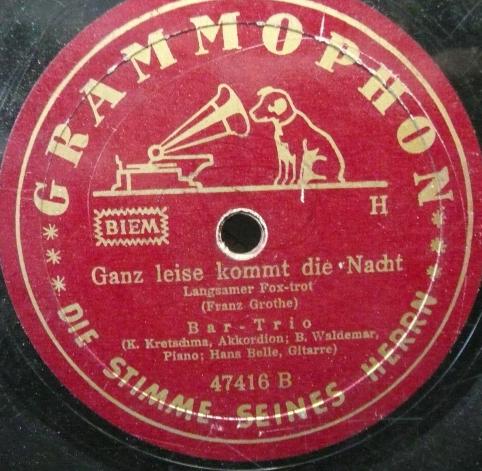 GRAMMOPHON
H
BIEM
Ganz leise kommt die Nacht
Langsamer Fox-trot
(Franz Grothe)
Bar-Trio
(K. Kretschma, Akkordion; B. Waldemar,
Piano; Hans Belle, Gitarre)
47416 B
*** DIE STIMME SEINES HERRN ***